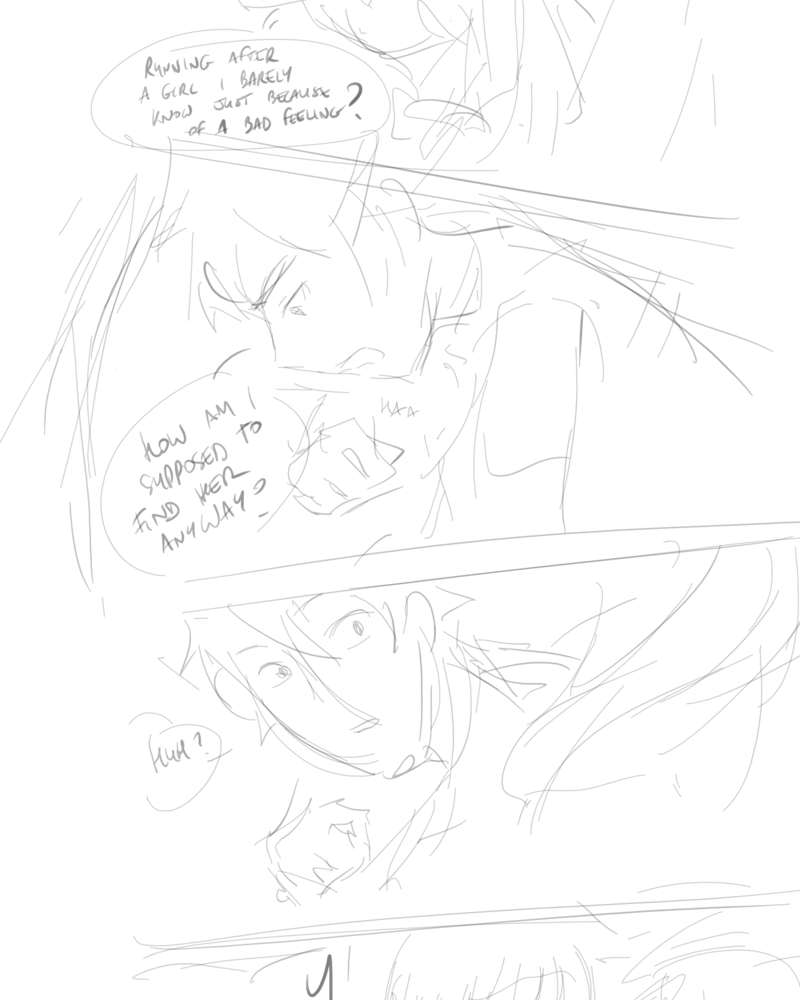 RUNNING AFTER
A GIRL I BARELY
KNOW JUST BECAUSE
OF A BAD FEELING?
HOW AM I
SUPPOSED TO
FIND HER
ANYWAY?
HAA
HUH?